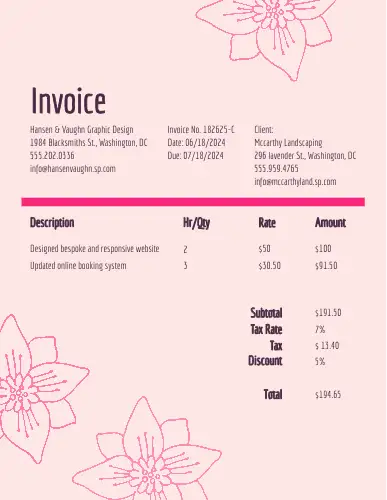 Invoice
Hansen & Vaughn Graphic Design
1984 Blacksmiths St., Washington, DC
555.202.0336
info@hansenvaughn.sp.com
Invoice No. 182625-C
Date: 06/18/2024
Due: 07/18/2024
Client:
Mccarthy Landscaping
296 lavender St., Washington, DC
555.959.4765
info@mccarthyland.sp.com
Description Hr/Qty Rate Amount
Designed bespoke and responsive website 2 $50 $100
Updated online booking system 3 $30.50 $91.50
Subtotal $191.50
Tax Rate 7%
Tax $ 13.40
Discount 5%
Total $194.65